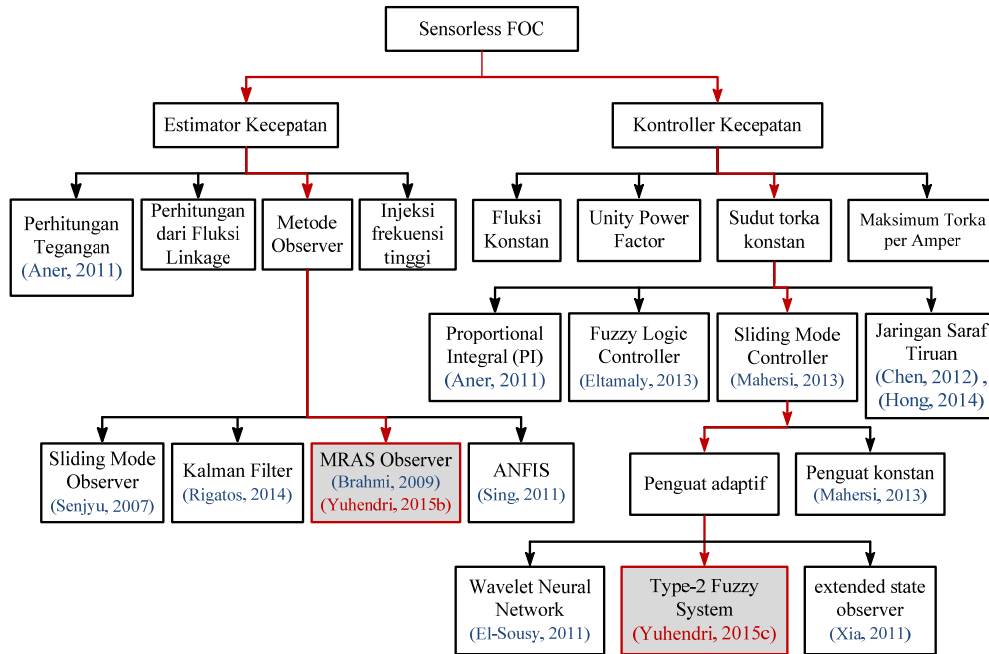 Sensorless FOC
Estimator Kecepatan
Kontroller Kecepatan
Perhitungan
Tegangan
(Aner, 2011)
Perhitungan
dari Fluksi
Linkage
Metode
Observer
Injeksi
frekuensi
tinggi
Fluksi
Konstan
Unity Power
Factor
Sudut torka
konstan
Maksimum Torka
per Amper
Proportional
Integral (PI)
(Aner, 2011)
Fuzzy Logic
Controller
(Eltamaly, 2013)
Sliding Mode
Controller
(Mahersi, 2013)
Jaringan Saraf
Tiruan
(Chen, 2012) ,
(Hong, 2014)
Sliding Mode
Observer
(Senjyu, 2007)
Kalman Filter
(Rigatos, 2014)
MRAS Observer
(Brahmi, 2009)
(Yuhendri, 2015b)
ANFIS
(Sing, 2011)
Penguat adaptif
Penguat konstan
(Mahersi, 2013)
Wavelet Neural
Network
(El-Sousy, 2011)
Type-2 Fuzzy
System
(Yuhendri, 2015c)
extended state
observer
(Xia, 2011)